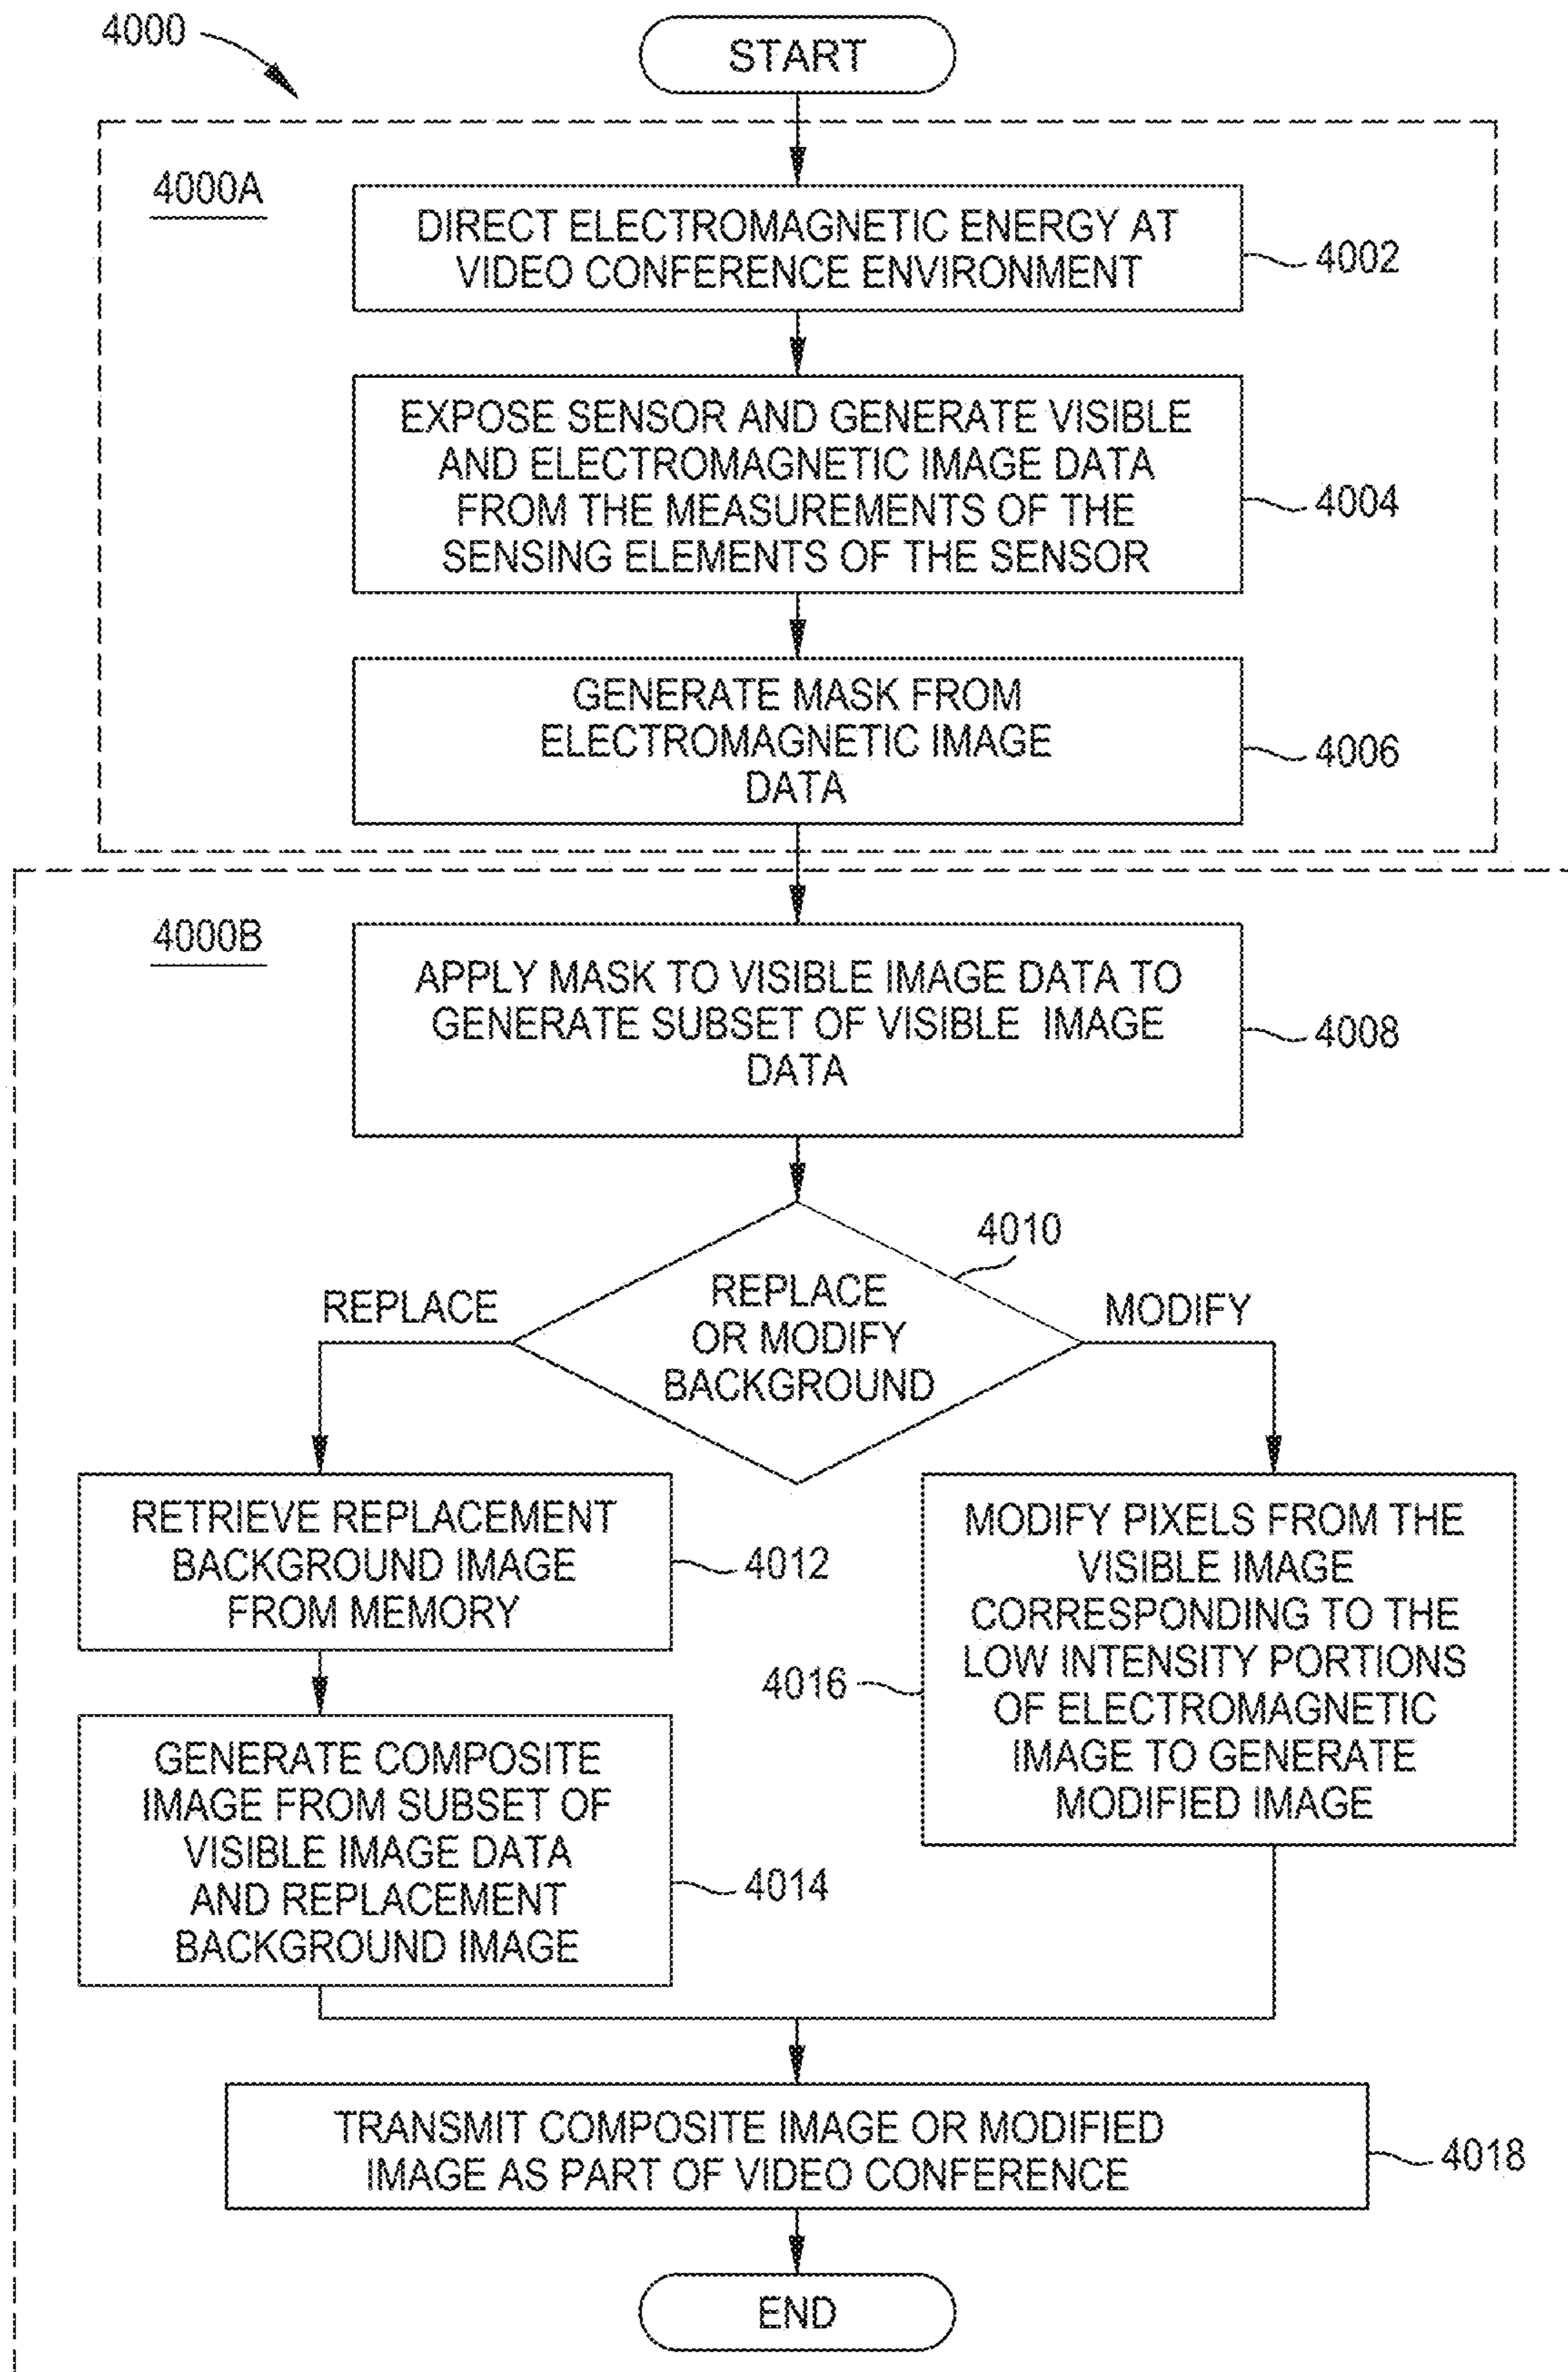 4000
START
4000A
DIRECT ELECTROMAGNETIC ENERGY AT
VIDEO CONFERENCE ENVIRONMENT
4002
EXPOSE SENSOR AND GENERATE VISIBLE
AND ELECTROMAGNETIC IMAGE DATA
FROM THE MEASUREMENTS OF THE
SENSING ELEMENTS OF THE SENSOR
4004
GENERATE MASK FROM
ELECTROMAGNETIC IMAGE
DATA
4006
4000B
APPLY MASK TO VISIBLE IMAGE DATA TO
GENERATE SUBSET OF VISIBLE IMAGE
DATA
4008
4010
REPLACE
OR MODIFY
BACKGROUND
REPLACE
MODIFY
RETRIEVE REPLACEMENT
BACKGROUND IMAGE
FROM MEMORY
4012
GENERATE COMPOSITE
IMAGE FROM SUBSET OF
VISIBLE IMAGE DATA
AND REPLACEMENT
BACKGROUND IMAGE
4014
MODIFY PIXELS FROM THE
VISIBLE IMAGE
CORRESPONDING TO THE
LOW INTENSITY PORTIONS
OF ELECTROMAGNETIC
IMAGE TO GENERATE
MODIFIED IMAGE
4016
TRANSMIT COMPOSITE IMAGE OR MODIFIED
IMAGE AS PART OF VIDEO CONFERENCE
4018
END